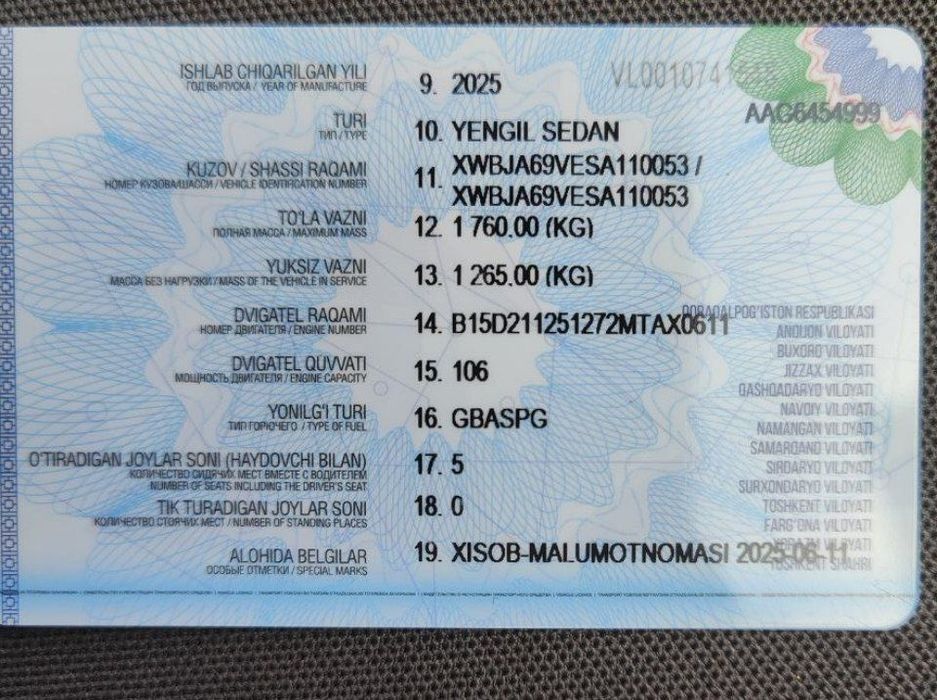 ISHLAB CHIQARILGAN YILI
ГОД ВЫПУСКА / YEAR OF MANUFACTURE
9. 2025
AAG6454999
TURI
ТИП / TYPE
10. YENGIL SEDAN
KUZOV / SHASSI RAQAMI
НОМЕР КУЗОВА/ШАССИ / VEHICLE IDENTIFICATION NUMBER
11. XWBJA69VESA110053 /
XWBJA69VESA110053
TO'LA VAZNI
ПОЛНАЯ МАССА / MAXIMUM MASS
12. 1 760.00 (KG)
YUKSIZ VAZNI
МАССА БЕЗ НАГРУЗКИ / MASS OF THE VEHICLE IN SERVICE
13. 1 265.00 (KG)
DVIGATEL RAQAMI
НОМЕР ДВИГАТЕЛЯ / ENGINE NUMBER
14. B15D211251272MTAX0611
DVIGATEL QUVVATI
МОЩНОСТЬ ДВИГАТЕЛЯ / ENGINE CAPACITY
15. 106
YONILG'I TURI
ТИП ГОРЮЧЕГО / TYPE OF FUEL
16. GBASPG
O'TIRADIGAN JOYLAR SONI (HAYDOVCHI BILAN)
КОЛИЧЕСТВО СИДЯЧИХ МЕСТ ВМЕСТЕ С ВОДИТЕЛЕМ
NUMBER OF SEATS INCLUDING THE DRIVER'S SEAT
17. 5
TIK TURADIGAN JOYLAR SONI
КОЛИЧЕСТВО СТОЯЧИХ МЕСТ / NUMBER OF STANDING PLACES
18. 0
ALOHIDA BELGILAR
ОСОБЫЕ ОТМЕТКИ / SPECIAL MARKS
19. XISOB-MALUMOTNOMASI 2025-06-11
QORAQALPOG'ISTON RESPUBLIKASI
ANDIJON VILOYATI
BUXORO VILOYATI
JIZZAX VILOYATI
QASHQADARYO VILOYATI
NAVOIY VILOYATI
NAMANGAN VILOYATI
SAMARQAND VILOYATI
SIRDARYO VILOYATI
SURXONDARYO VILOYATI
TOSHKENT VILOYATI
FARG'ONA VILOYATI
XORAZM VILOYATI
TOSHKENT SHAHRI